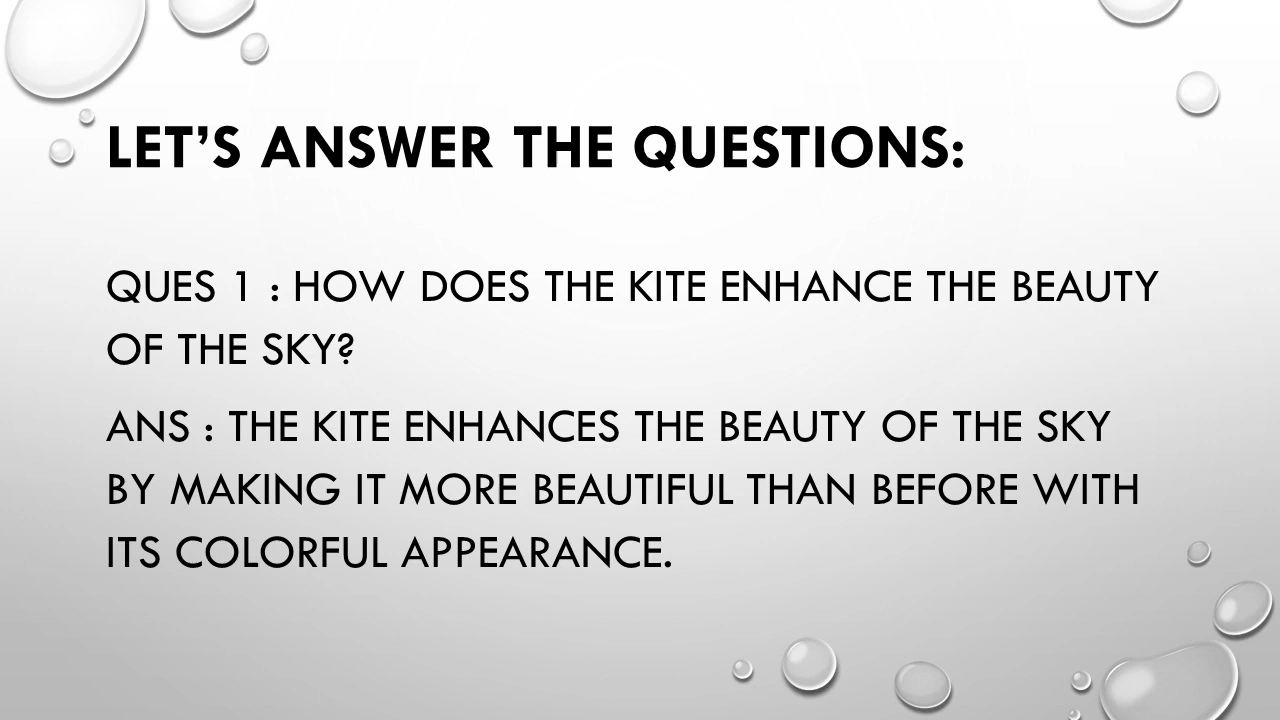 LET’S ANSWER THE QUESTIONS:
QUES 1 : HOW DOES THE KITE ENHANCE THE BEAUTY
OF THE SKY?
ANS : THE KITE ENHANCES THE BEAUTY OF THE SKY
BY MAKING IT MORE BEAUTIFUL THAN BEFORE WITH
ITS COLORFUL APPEARANCE.